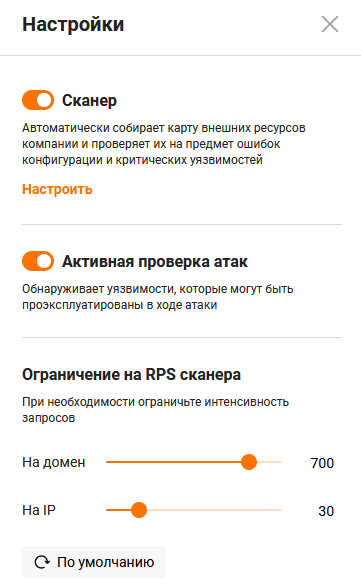 Настройки
Сканер
Автоматически собирает карту внешних ресурсов
компании и проверяет их на предмет ошибок
конфигурации и критических уязвимостей
Настроить
Активная проверка атак
Обнаруживает уязвимости, которые могут быть
проэксплуатированы в ходе атаки
Ограничение на RPS сканера
При необходимости ограничьте интенсивность
запросов
На домен 700
На IP 30
По умолчанию